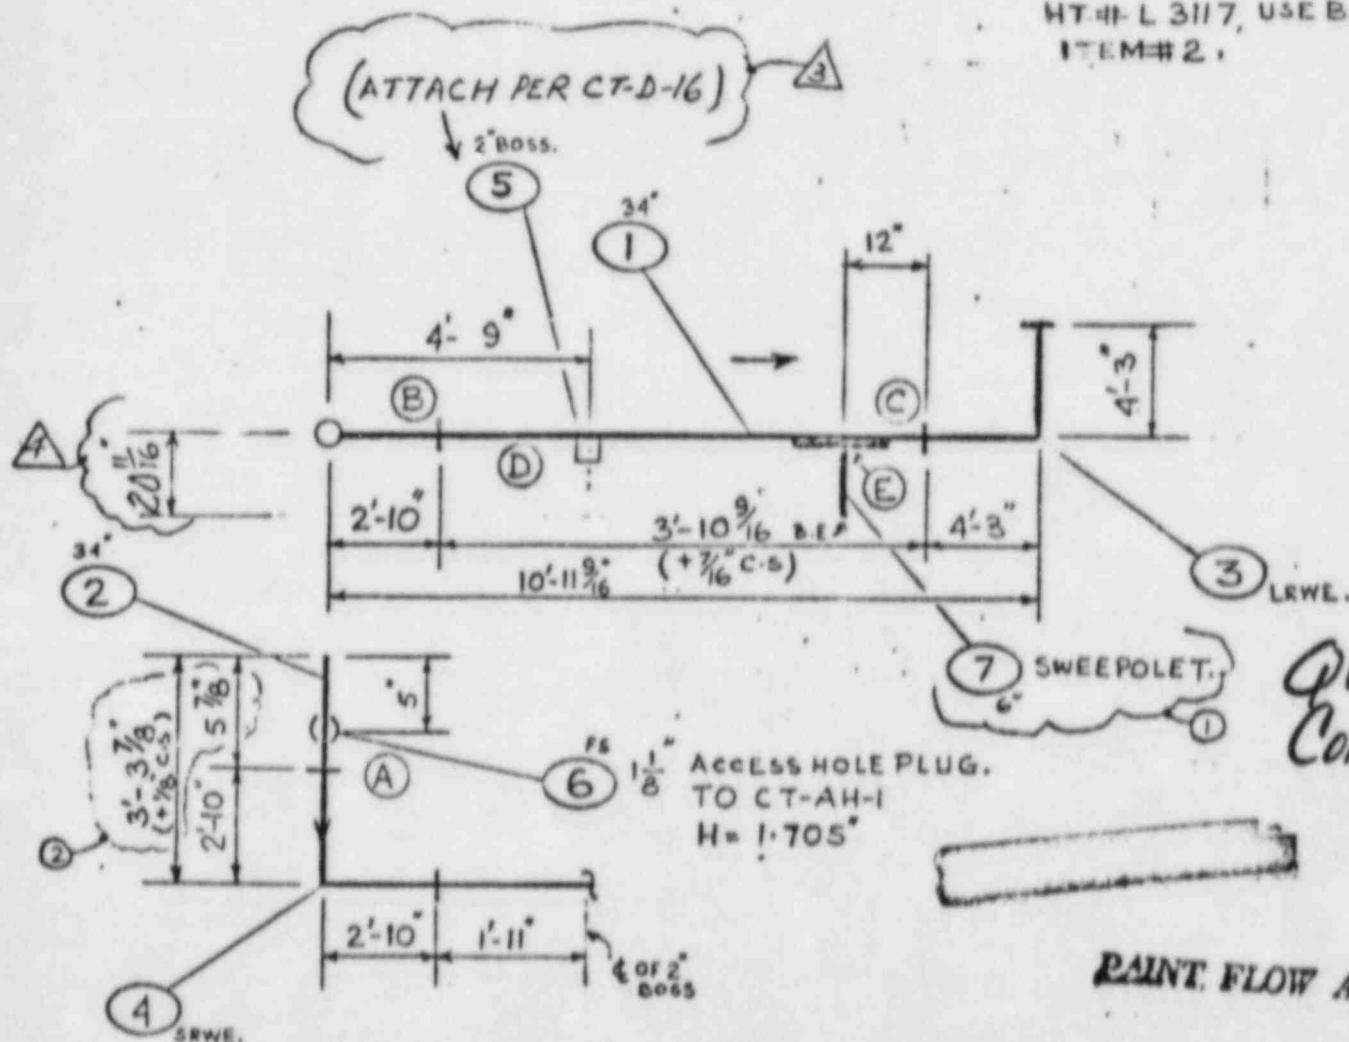 HT.# L 3117, USE B
ITEM#2.
(ATTACH PER CT-D-16)
3
2" BOSS.
5
34"
1
12"
4'- 9"
4'-3"
B
C
4
20 11/16"
D
E
2'-10"
3'-10 9/16 B.E.
4'-3"
(+7/16" C.S)
10'-11 9/16"
34"
2
3
LRWE.
7
SWEEPOLET.
6"
1
5"
5 7/8"
3'-3 7/8"
(+7/8" C.S)
2'-10"
2
A
FS
6
1 1/8" ACCESS HOLE PLUG.
TO CT-AH-1
H= 1.705"
2'-10"
1'-11"
℄ OF 2"
BOSS
4
SRWE.
PAINT FLOW A